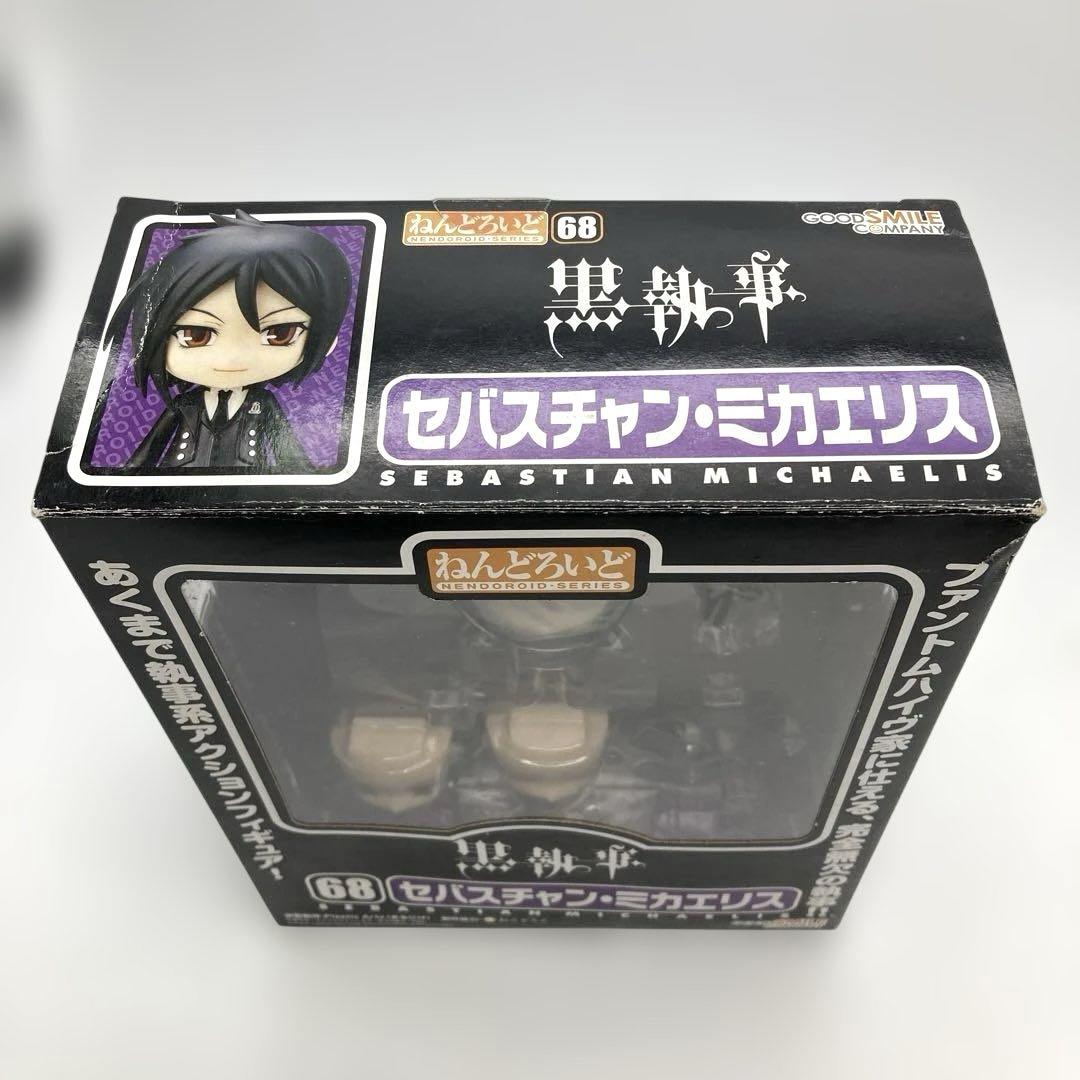 ねんどろいど 68
NENDOROID・SERIES
GOOD SMILE
COMPANY
黒執事
セバスチャン・ミカエリス
SEBASTIAN MICHAELIS
ねんどろいど
NENDOROID・SERIES
あくまで執事系アクションフィギュア！
ファントムハイヴ家に仕える、完全無欠の執事!!
黒執事
68 セバスチャン・ミカエリス
SEBASTIAN MICHAELIS